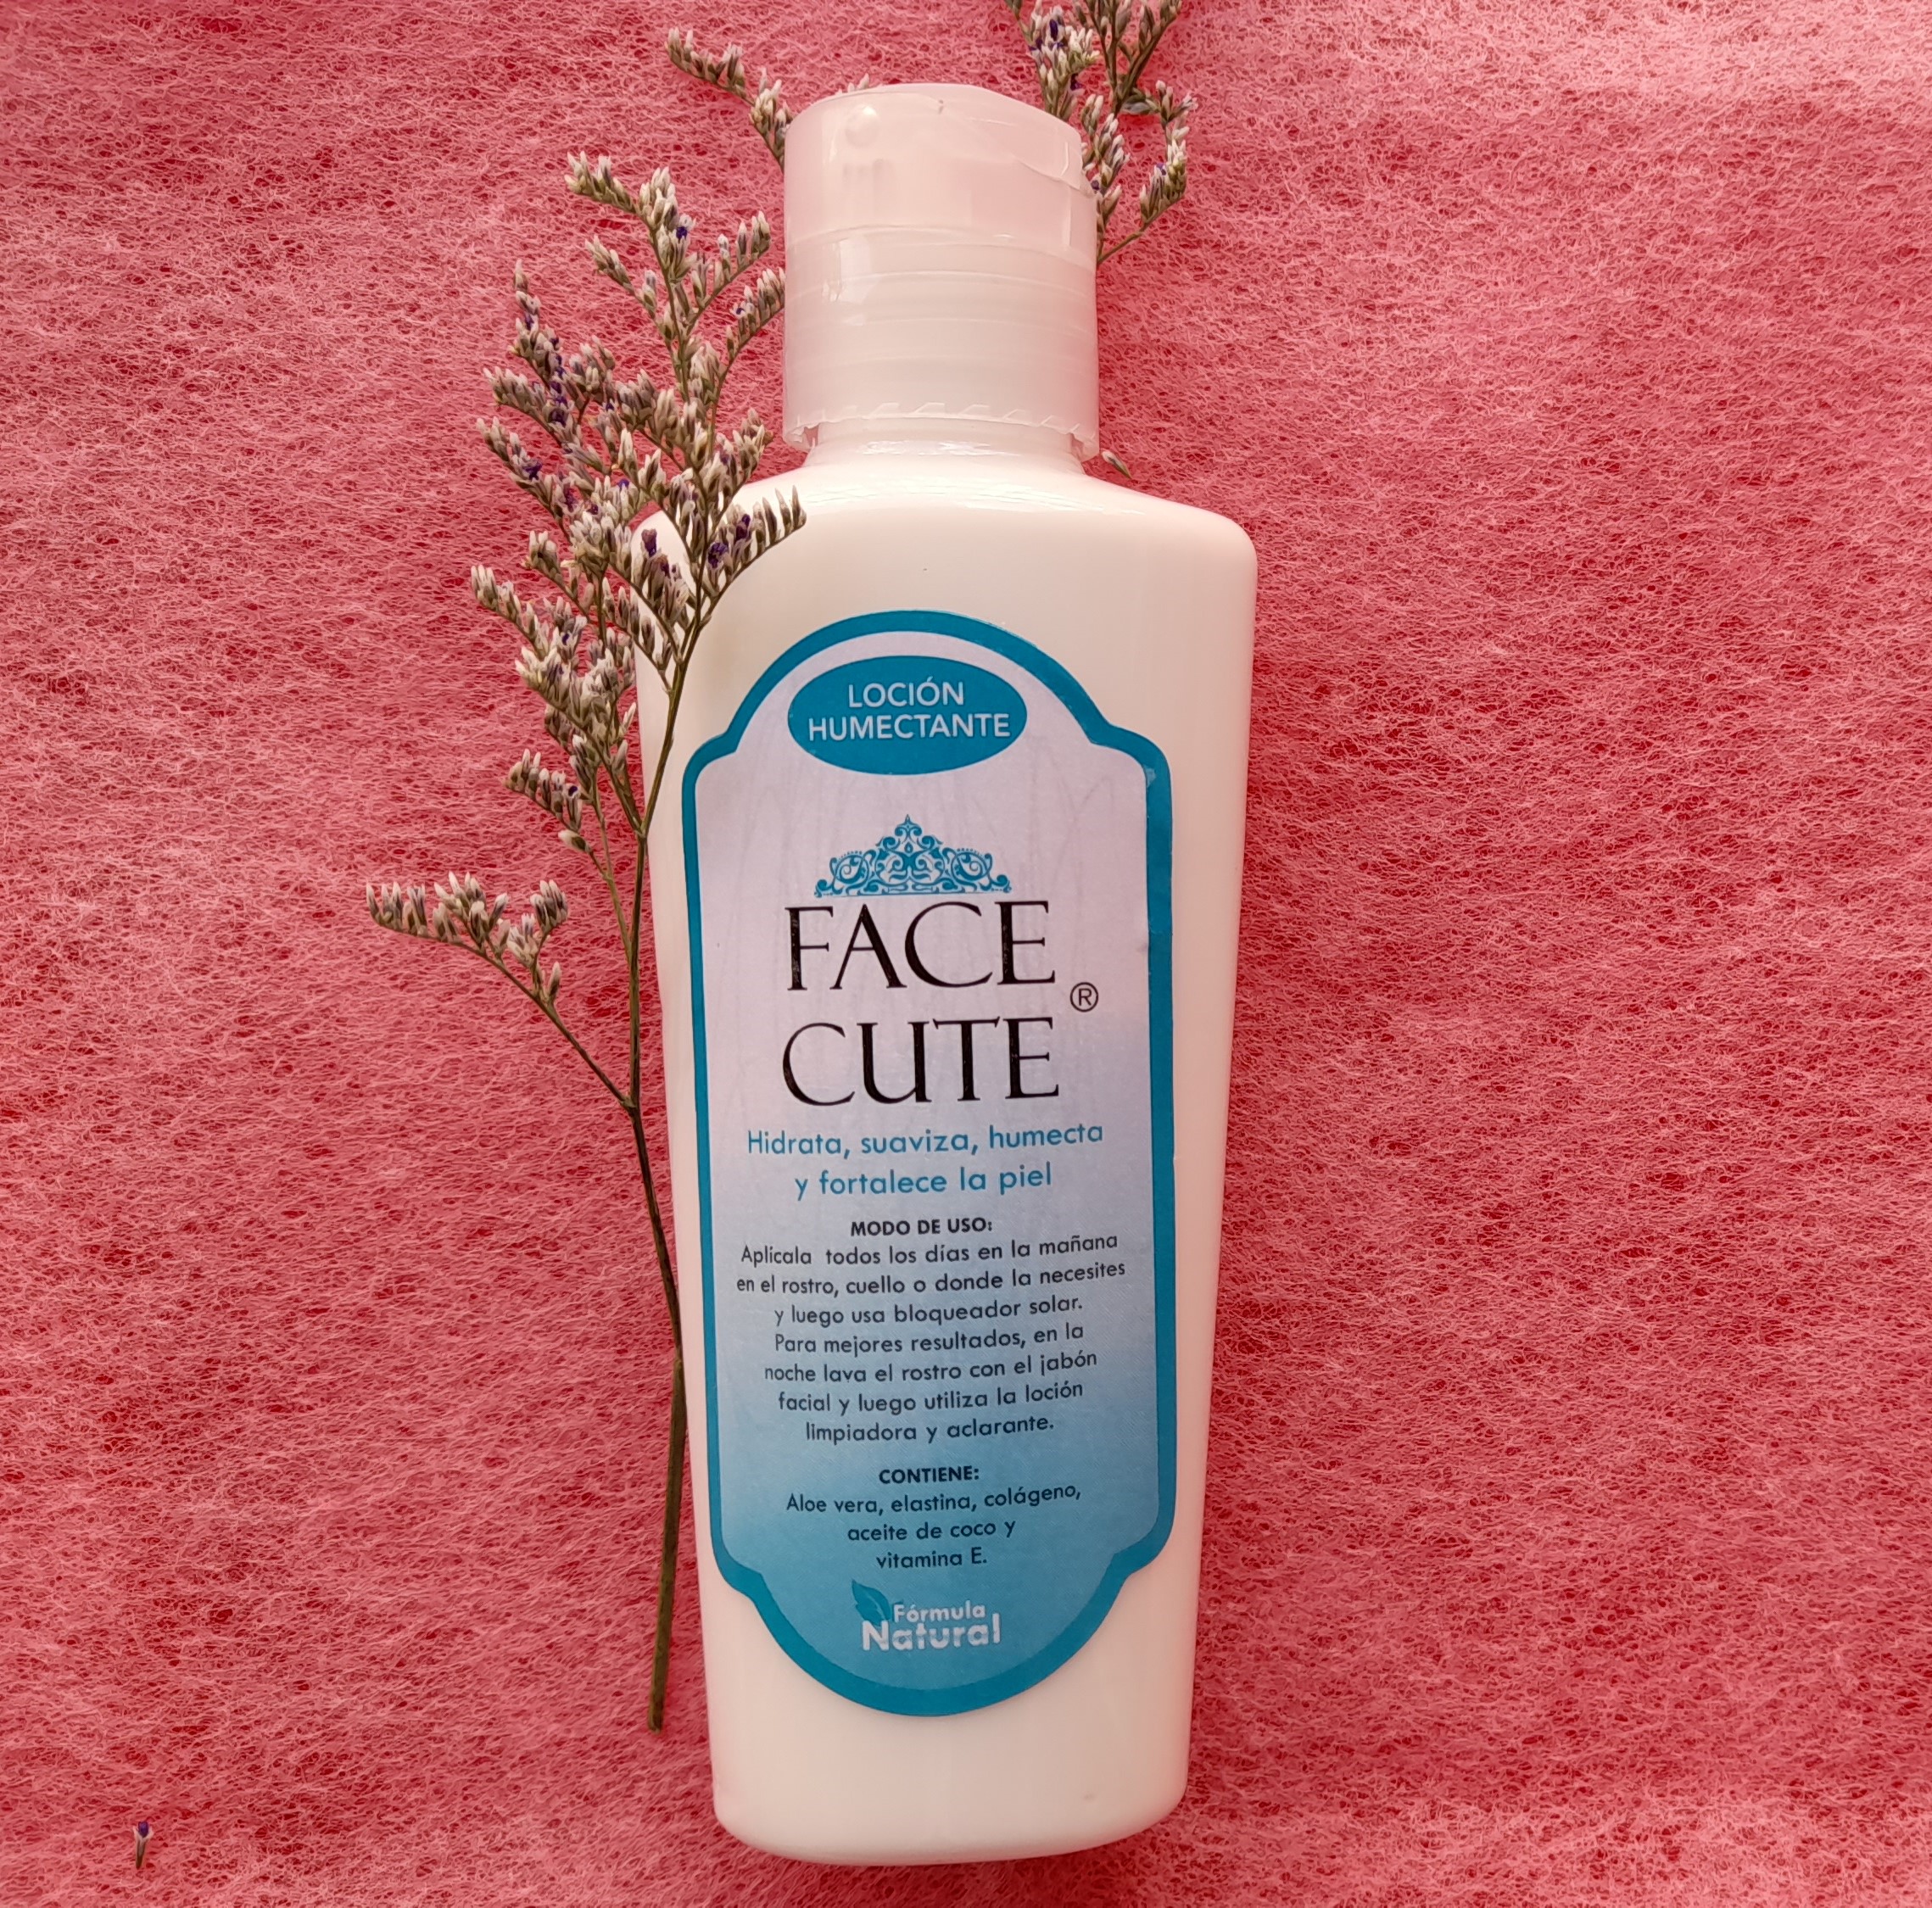 LOCIÓN
HUMECTANTE
FACE
CUTE ®
Hidrata, suaviza, humecta
y fortalece la piel
MODO DE USO:
Aplícala todos los días en la mañana
en el rostro, cuello o donde la necesites
y luego usa bloqueador solar.
Para mejores resultados, en la
noche lava el rostro con el jabón
facial y luego utiliza la loción
limpiadora y aclarante.
CONTIENE:
Aloe vera, elastina, colágeno,
aceite de coco y
vitamina E.
Fórmula
Natural